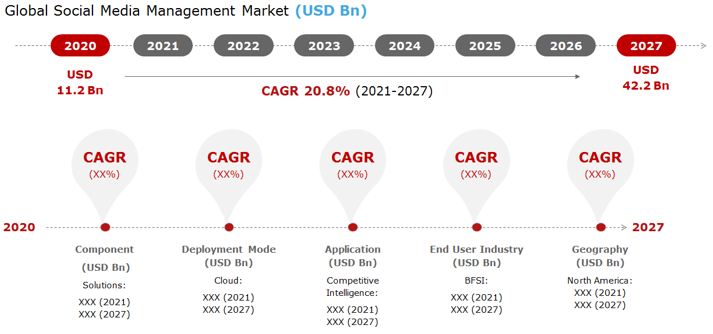 Global Social Media Management Market (USD Bn)
2020 2021 2022 2023 2024 2025 2026 2027
USD
11.2 Bn
CAGR 20.8% (2021-2027)
USD
42.2 Bn
CAGR CAGR CAGR CAGR CAGR
(XX%) (XX%) (XX%) (XX%) (XX%)
2020 2027
Component
(USD Bn)
Solutions:
XXX (2021)
XXX (2027)
Deployment Mode
(USD Bn)
Cloud:
XXX (2021)
XXX (2027)
Application
(USD Bn)
Competitive
Intelligence:
XXX (2021)
XXX (2027)
End User Industry
(USD Bn)
BFSI:
XXX (2021)
XXX (2027)
Geography
(USD Bn)
North America:
XXX (2021)
XXX (2027)